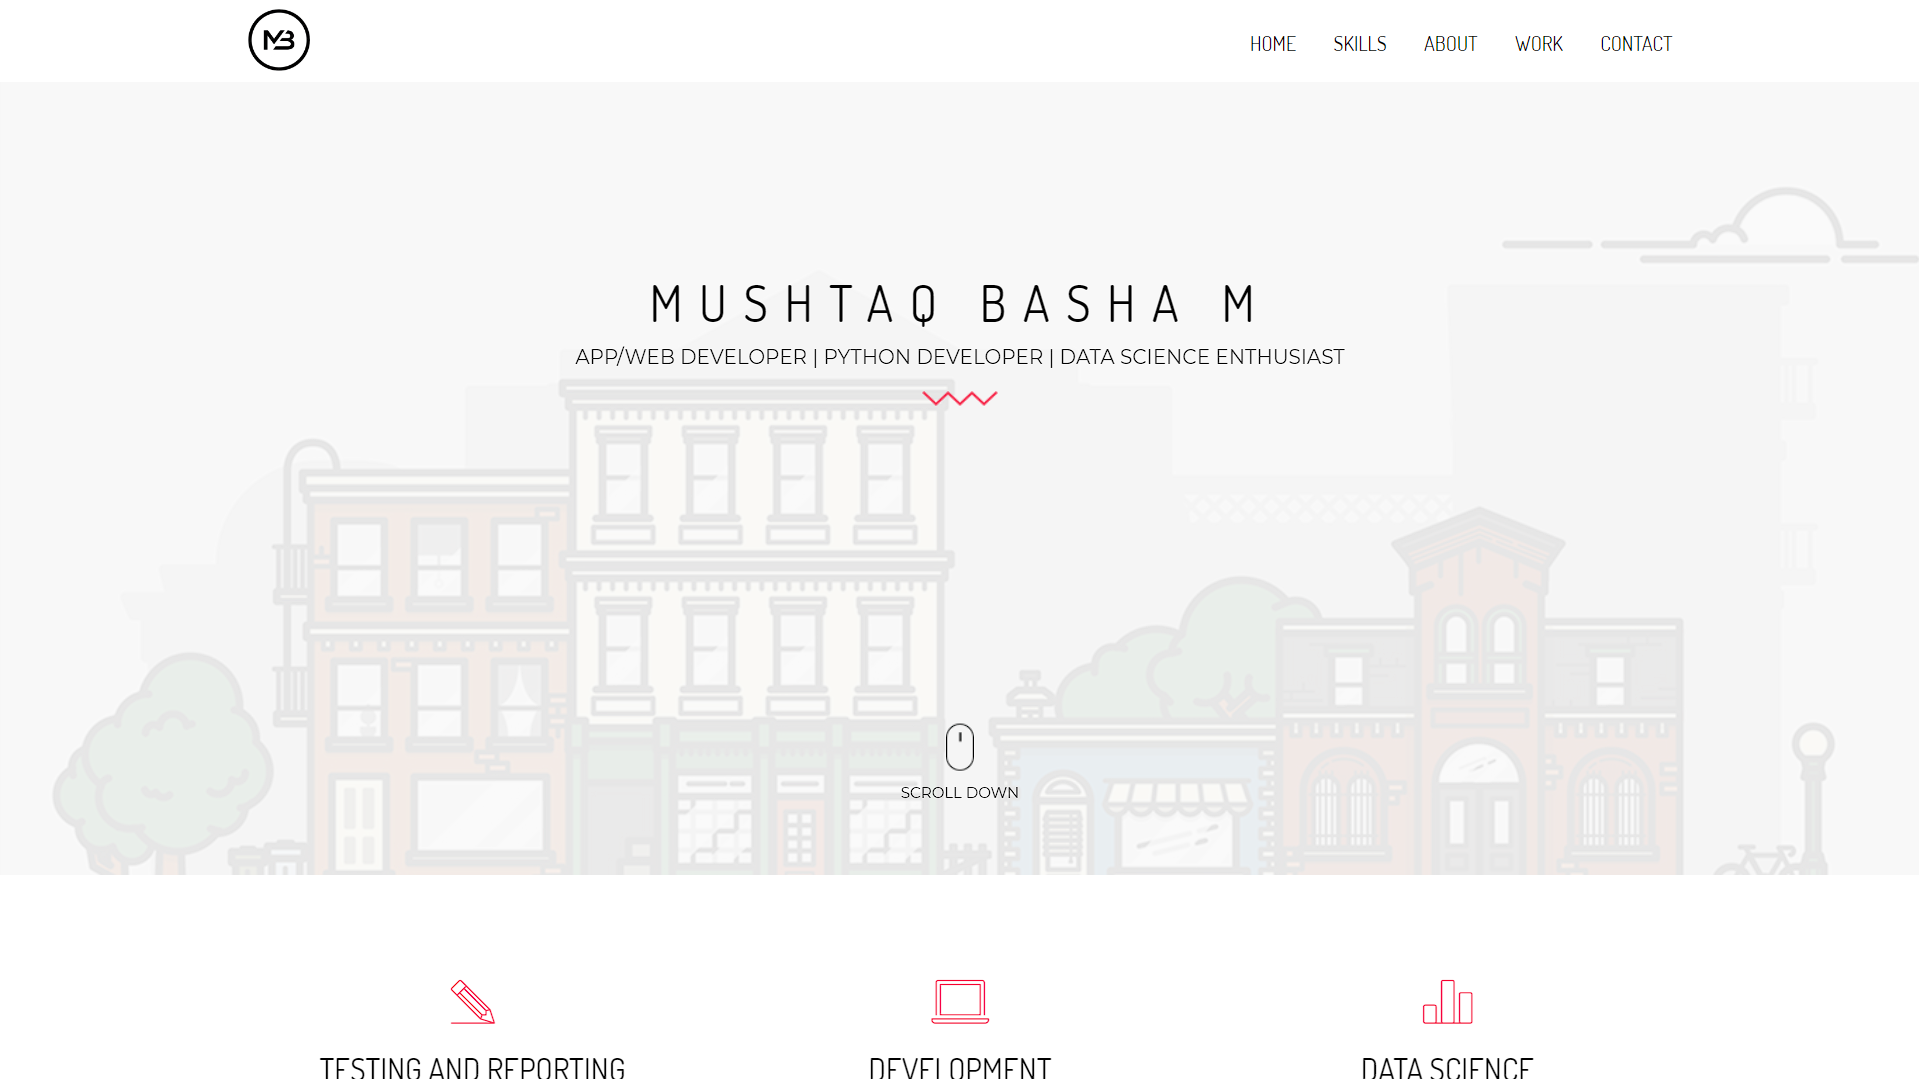 MB
HOME SKILLS ABOUT WORK CONTACT
MUSHTAQ BASHA M
APP/WEB DEVELOPER | PYTHON DEVELOPER | DATA SCIENCE ENTHUSIAST
SCROLL DOWN
TESTING AND REPORTING DEVELOPMENT DATA SCIENCE